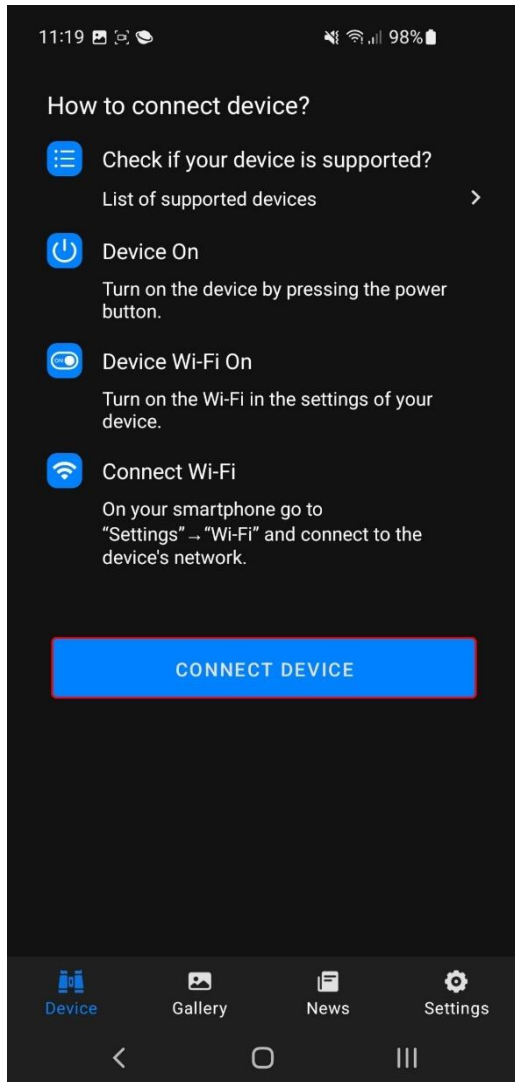 11:19 98%
How to connect device?
Check if your device is supported?
List of supported devices
Device On
Turn on the device by pressing the power
button.
ON
Device Wi-Fi On
Turn on the Wi-Fi in the settings of your
device.
Connect Wi-Fi
On your smartphone go to
“Settings”→“Wi-Fi” and connect to the
device's network.
CONNECT DEVICE
Device Gallery News Settings